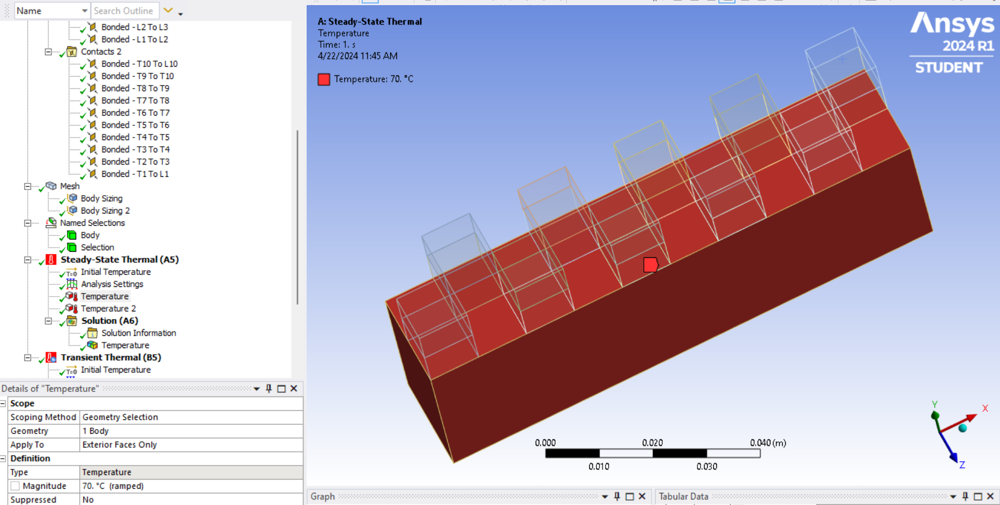 Name
Search Outline
Bonded - L2 To L3
Bonded - L1 To L2
Contacts 2
Bonded - T10 To L10
Bonded - T9 To T10
Bonded - T8 To T9
Bonded - T7 To T8
Bonded - T6 To T7
Bonded - T5 To T6
Bonded - T4 To T5
Bonded - T3 To T4
Bonded - T2 To T3
Bonded - T1 To L1
Mesh
Body Sizing
Body Sizing 2
Named Selections
Body
Selection
Steady-State Thermal (A5)
T=0 Initial Temperature
Analysis Settings
Temperature
Temperature 2
Solution (A6)
Solution Information
Temperature
Transient Thermal (B5)
T=0 Initial Temperature
Details of "Temperature"
Scope
Scoping Method Geometry Selection
Geometry 1 Body
Apply To Exterior Faces Only
Definition
Type Temperature
Magnitude 70. °C (ramped)
Suppressed No
A: Steady-State Thermal
Temperature
Time: 1. s
4/22/2024 11:45 AM
Temperature: 70. °C
Ansys
2024 R1
STUDENT
Y
X
Z
0.000 0.020 0.040 (m)
0.010 0.030
Graph
Tabular Data